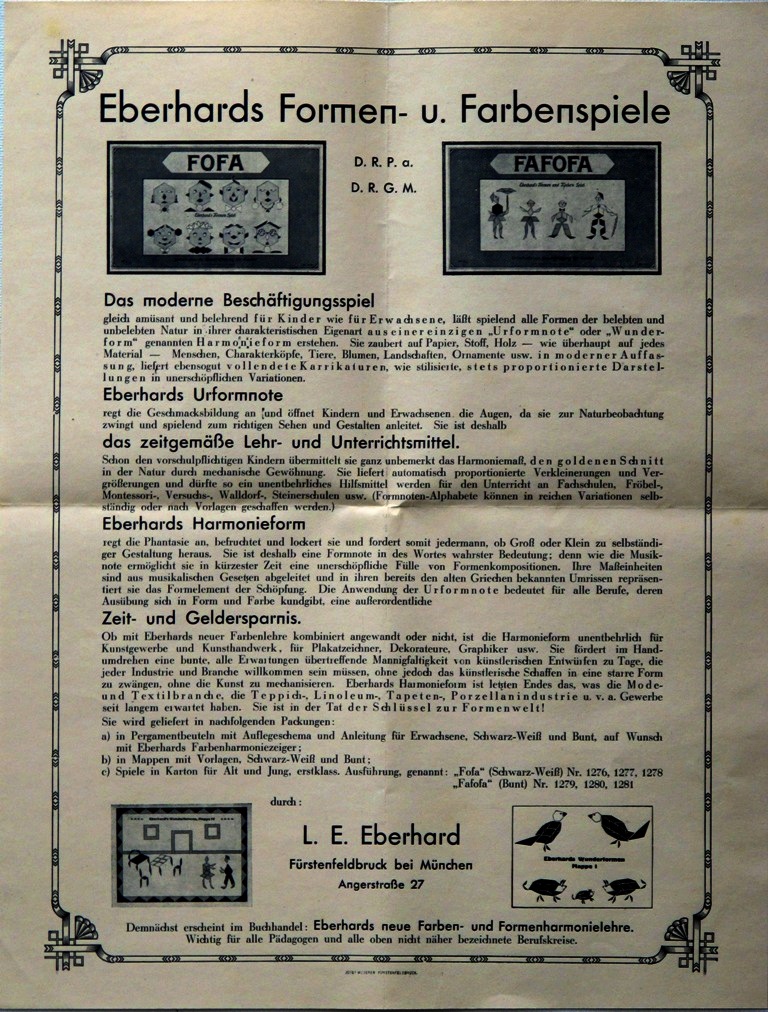 Eberhards Formen- u. Farbenspiele
FOFA
Eberhards Formen Spiel
D. R. P. a.
D. R. G. M.
FAFOFA
Eberhards Formen und Farben Spiel
Das moderne Beschäftigungsspiel
gleich amüsant und belehrend für Kinder wie für Erwachsene, läßt spielend alle Formen der belebten und
unbelebten Natur in ihrer charakteristischen Eigenart aus einer einzigen „Urformnote“ oder „Wunder-
form“ genannten Harmonieform erstehen. Sie zaubert auf Papier, Stoff, Holz — wie überhaupt auf jedes
Material — Menschen, Charakterköpfe, Tiere, Blumen, Landschaften, Ornamente usw. in moderner Auffas-
sung, liefert ebensogut vollendete Karrikaturen, wie stilisierte, stets proportionierte Darstel-
lungen in unerschöpflichen Variationen.
Eberhards Urformnote
regt die Geschmacksbildung an und öffnet Kindern und Erwachsenen die Augen, da sie zur Naturbeobachtung
zwingt und spielend zum richtigen Sehen und Gestalten anleitet. Sie ist deshalb
das zeitgemäße Lehr- und Unterrichtsmittel.
Schon den vorschulpflichtigen Kindern übermittelt sie ganz unbemerkt das Harmoniemaß, den goldenen Schnitt
in der Natur durch mechanische Gewöhnung. Sie liefert automatisch proportionierte Verkleinerungen und Ver-
größerungen und dürfte so ein unentbehrliches Hilfsmittel werden für den Unterricht an Fachschulen, Fröbel-,
Montessori-, Versuchs-, Walldorf-, Steinerschulen usw. (Formnoten-Alphabete können in reichen Variationen selb-
ständig oder nach Vorlagen geschaffen werden.)
Eberhards Harmonieform
regt die Phantasie an, befruchtet und lockert sie und fordert somit jedermann, ob Groß oder Klein zu selbständi-
ger Gestaltung heraus. Sie ist deshalb eine Formnote in des Wortes wahrster Bedeutung; denn wie die Musik-
note ermöglicht sie in kürzester Zeit eine unerschöpfliche Fülle von Formenkompositionen. Ihre Maßeinheiten
sind aus musikalischen Gesetzen abgeleitet und in ihren bereits den alten Griechen bekannten Umrissen repräsen-
tiert sie das Formelement der Schöpfung. Die Anwendung der Urformnote bedeutet für alle Berufe, deren
Ausübung sich in Form und Farbe kundgibt, eine außerordentliche
Zeit- und Geldersparnis.
Ob mit Eberhards neuer Farbenlehre kombiniert angewandt oder nicht, ist die Harmonieform unentbehrlich für
Kunstgewerbe und Kunsthandwerk, für Plakatzeichner, Dekorateure, Graphiker usw. Sie fördert im Hand-
umdrehen eine bunte, alle Erwartungen übertreffende Mannigfaltigkeit von künstlerischen Entwürfen zu Tage, die
jeder Industrie und Branche willkommen sein müssen, ohne jedoch das künstlerische Schaffen in eine starre Form
zu zwängen, ohne die Kunst zu mechanisieren. Eberhards Harmonieform ist letzten Endes das, was die Mode-
und Textilbranche, die Teppich-, Linoleum-, Tapeten-, Porzellanindustrie u. v. a. Gewerbe
seit langem erwartet haben. Sie ist in der Tat der Schlüssel zur Formenwelt!
Sie wird geliefert in nachfolgenden Packungen:
a) in Pergamentbeuteln mit Auflegeschema und Anleitung für Erwachsene, Schwarz-Weiß und Bunt, auf Wunsch
mit Eberhards Farbenharmoniezeiger;
b) in Mappen mit Vorlagen, Schwarz-Weiß und Bunt;
c) Spiele in Karton für Alt und Jung, erstklass. Ausführung, genannt: „Fofa“ (Schwarz-Weiß) Nr. 1276, 1277, 1278
„Fafofa“ (Bunt) Nr. 1279, 1280, 1281
durch:
L. E. Eberhard
Fürstenfeldbruck bei München
Angerstraße 27
Eberhards Wunderformen
Mappe I
Demnächst erscheint im Buchhandel: Eberhards neue Farben- und Formenharmonielehre.
Wichtig für alle Pädagogen und alle oben nicht näher bezeichnete Berufskreise.